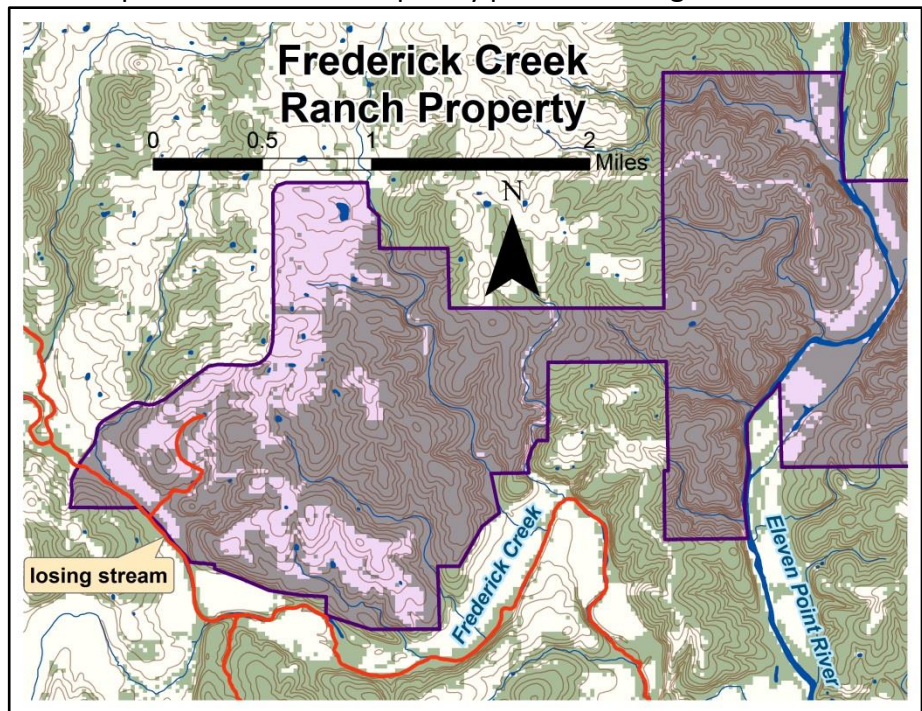 Frederick Creek
Ranch Property
0 0.5 1 2
Miles
N
losing stream
Frederick Creek
Eleven Point River